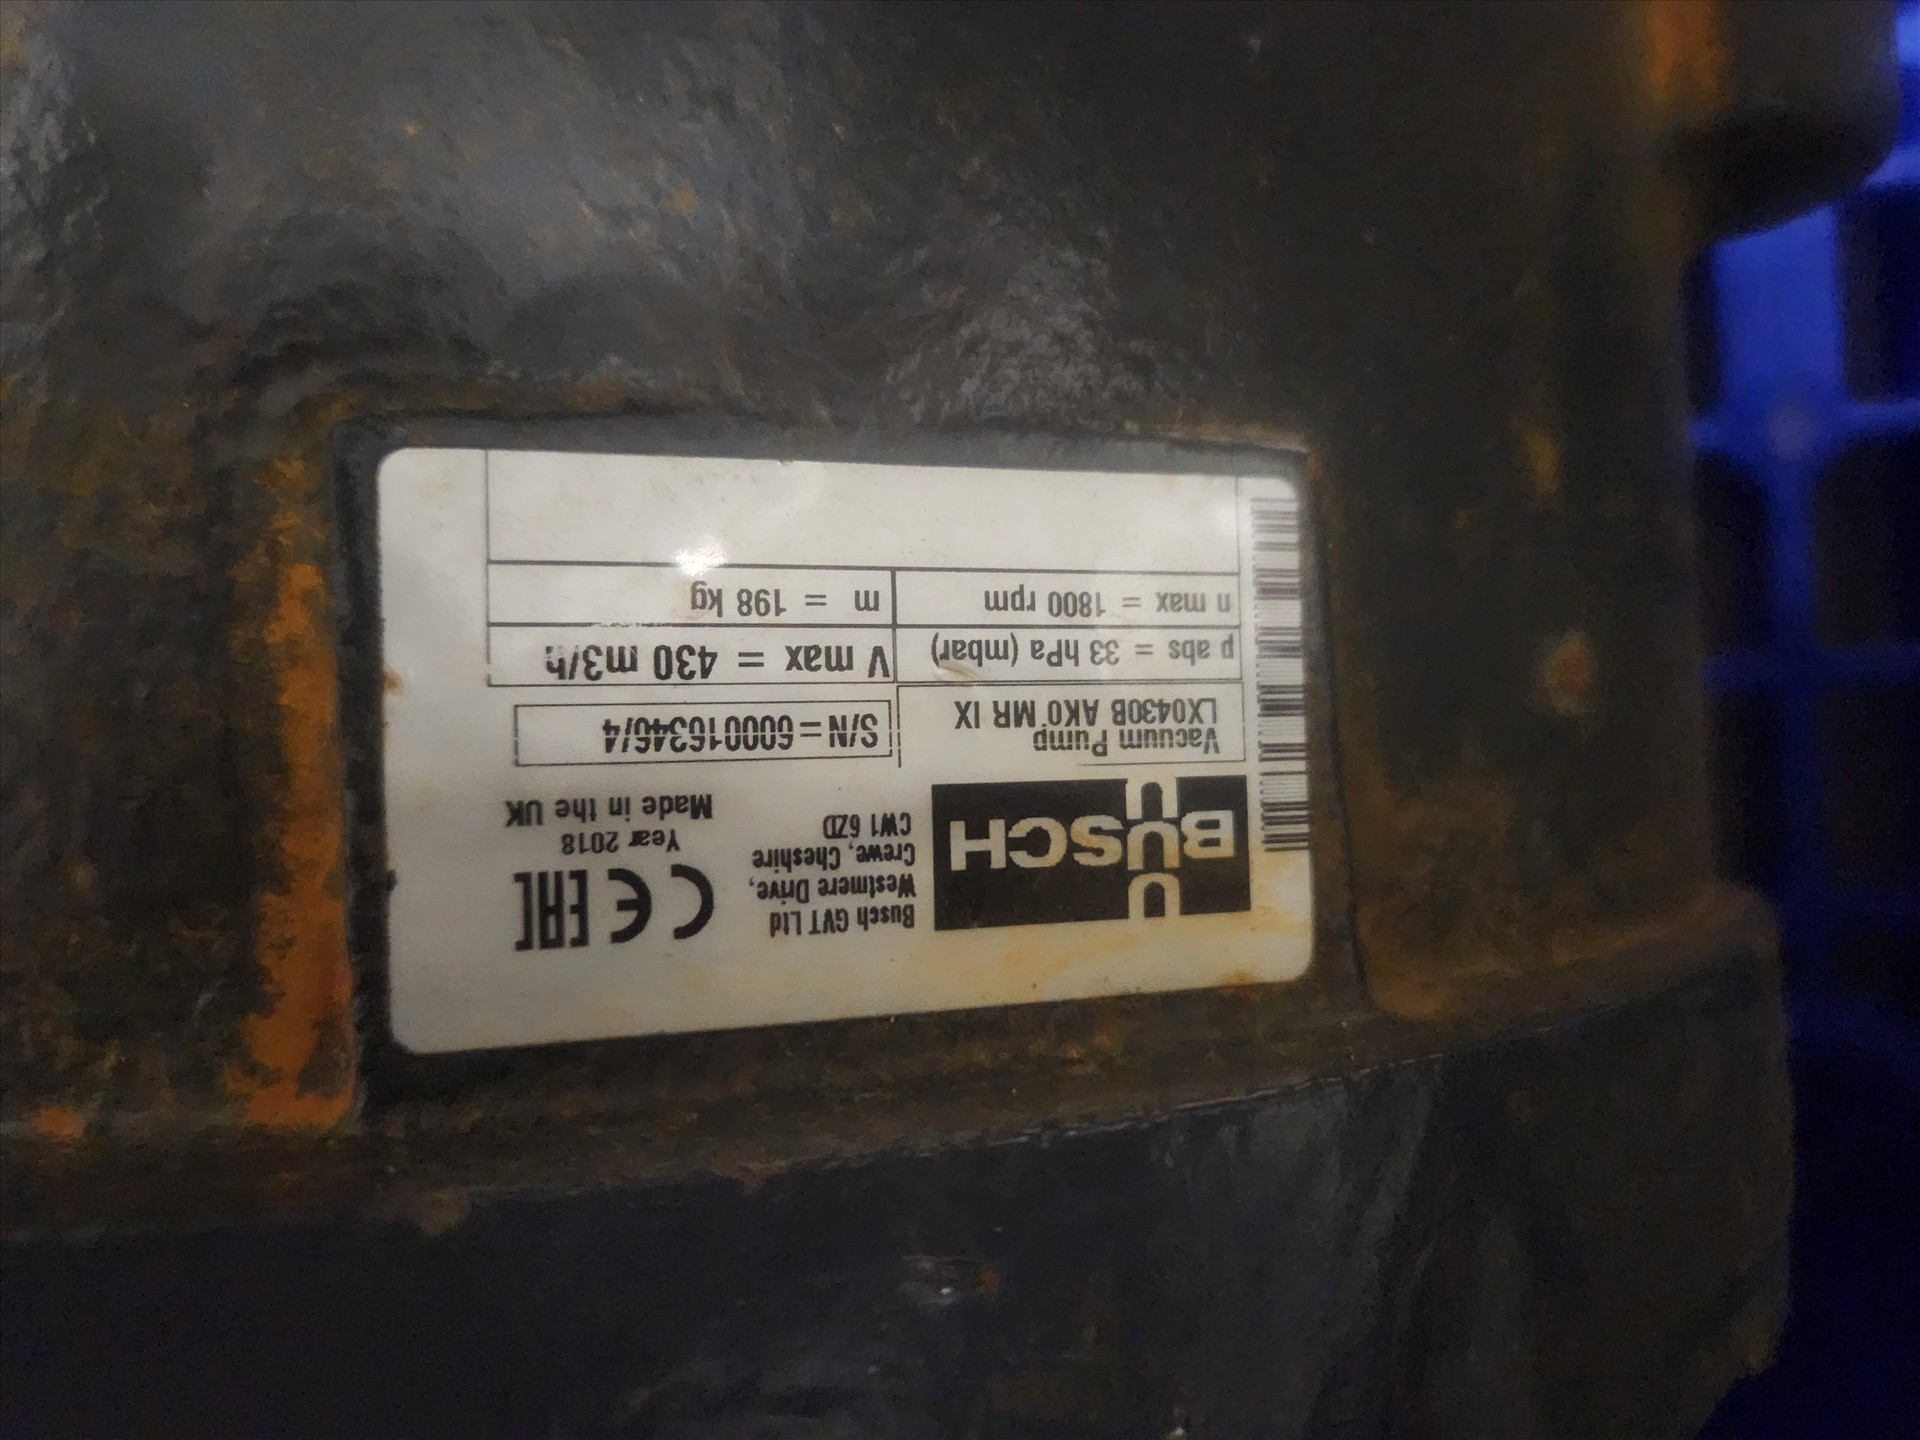 BUSCH
Busch GVT Ltd
Westmere Drive,
Crewe, Cheshire
CW1 6ZD
CE EAC
Year 2018
Made in the UK
Vacuum Pump
LX0430B AK0 MR IX
S/N = 600016346/4
p abs = 33 hPa (mbar)
V max = 430 m3/h
n max = 1800 rpm
m = 198 kg